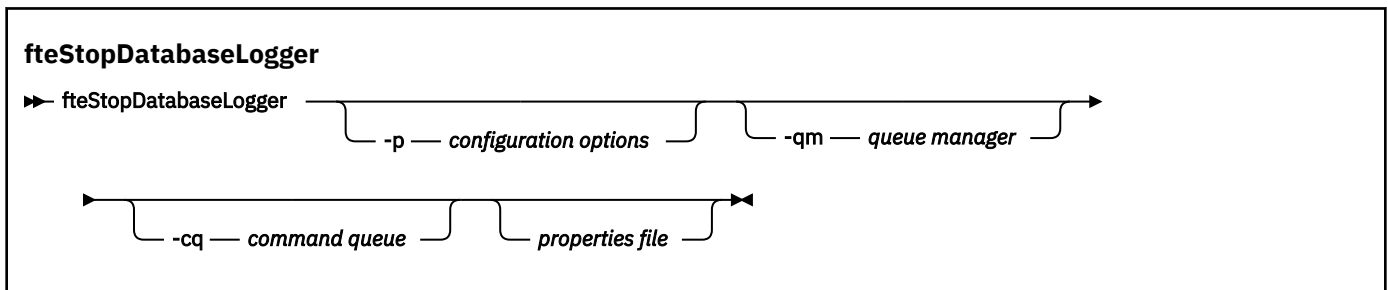 fteStopDatabaseLogger
fteStopDatabaseLogger
-p configuration options
-qm queue manager
-cq command queue
properties file